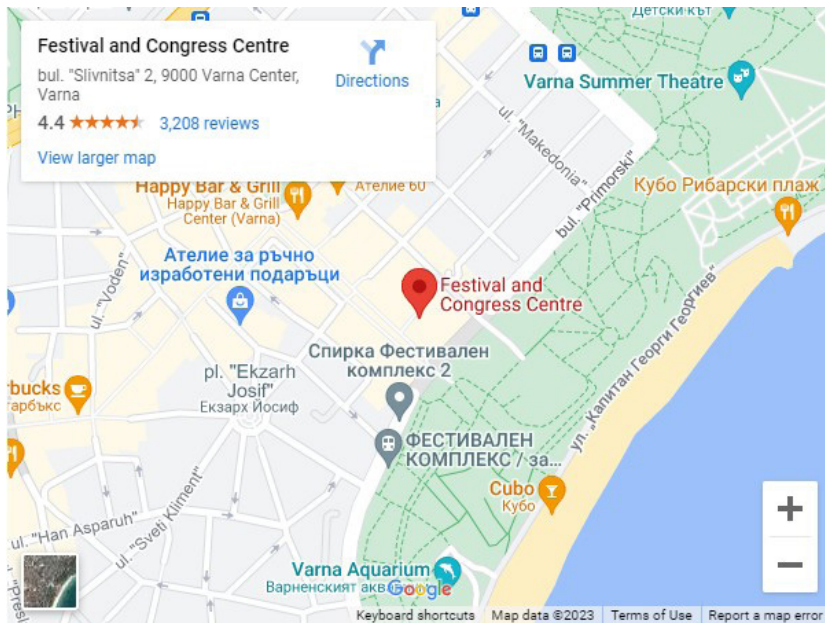 Festival and Congress Centre
bul. "Slivnitsa" 2, 9000 Varna Center,
Varna
4.4
3,208 reviews
View larger map
Directions
Детски кът
Varna Summer Theatre
ul. "Makedonia"
bul. "Primorski"
Кубо Рибарски плаж
Ателие 60
Happy Bar & Grill
Happy Bar & Grill
Center (Varna)
Ателие за ръчно
изработени подаръци
ul. "Voden"
Festival and
Congress Centre
ул. „Капитан Георги Георгиев“
Спирка Фестивален
комплекс 2
pl. "Ekzarh
Josif"
Екзарх Йосиф
ФЕСТИВАЛЕН
КОМПЛЕКС / за...
Cubo
Кубо
ul. "Han Asparuh"
ul. "Sveti Kliment"
Varna Aquarium
Варненският
Google
Keyboard shortcuts
Map data ©2023
Terms of Use
Report a map error